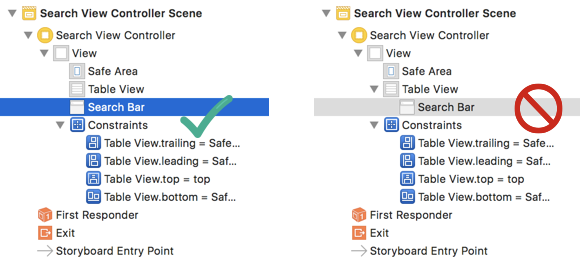 Search View Controller Scene
Search View Controller
View
Safe Area
Table View
Search Bar
Constraints
Table View.trailing = Safe...
Table View.leading = Saf...
Table View.top = top
Table View.bottom = Saf...
First Responder
Exit
Storyboard Entry Point
Search View Controller Scene
Search View Controller
View
Safe Area
Table View
Search Bar
Constraints
Table View.trailing = Safe...
Table View.leading = Saf...
Table View.top = top
Table View.bottom = Saf...
First Responder
Exit
Storyboard Entry Point